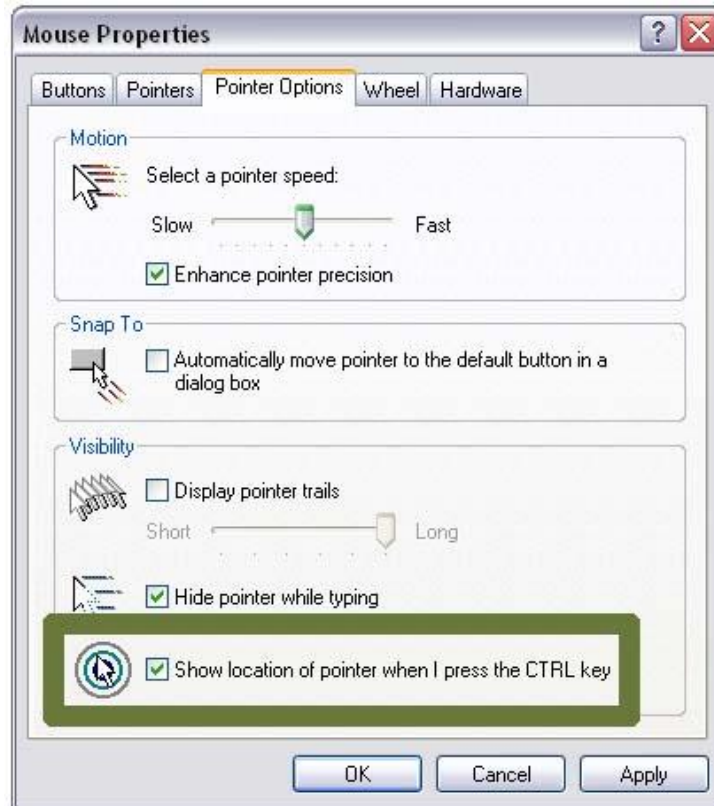 Mouse Properties
?
Buttons Pointers Pointer Options Wheel Hardware
Motion
Select a pointer speed:
Slow Fast
Enhance pointer precision
Snap To
Automatically move pointer to the default button in a
dialog box
Visibility
Display pointer trails
Short Long
Hide pointer while typing
Show location of pointer when I press the CTRL key
OK Cancel Apply